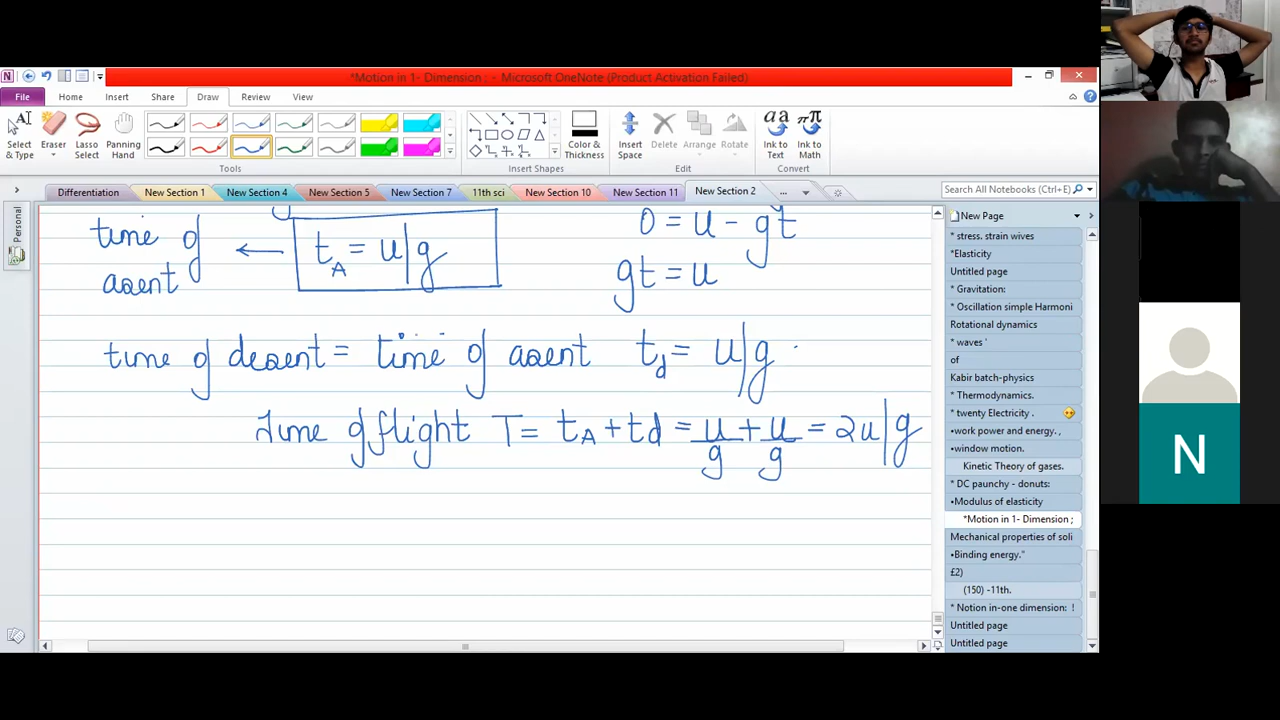 *Motion in 1- Dimension ; - Microsoft OneNote (Product Activation Failed)
File Home Insert Share Draw Review View
Select & Type
Eraser
Lasso Select
Panning Hand
Tools
Insert Shapes
Color & Thickness
Insert Space
Delete
Arrange
Rotate
Edit
Ink to Text
Ink to Math
Convert
Differentiation New Section 1 New Section 4 New Section 5 New Section 7 11th sci New Section 10 New Section 11 New Section 2 ...
Search All Notebooks (Ctrl+E)
Personal
time of ← tA = u/g
asent
0 = u - gt
gt = u
time of desent = time of asent td = u/g .
Time of flight T = tA + td = u/g + u/g = 2u/g
New Page
* stress. strain wives
*Elasticity
Untitled page
* Gravitation:
* Oscillation simple Harmoni
Rotational dynamics
* waves '
of
Kabir batch-physics
* Thermodynamics.
* twenty Electricity .
•work power and energy. ,
•window motion.
Kinetic Theory of gases.
* DC paunchy - donuts:
•Modulus of elasticity
*Motion in 1- Dimension ;
Mechanical properties of soli
•Binding energy."
£2)
(150) -11th.
* Notion in-one dimension: !
Untitled page
Untitled page
N